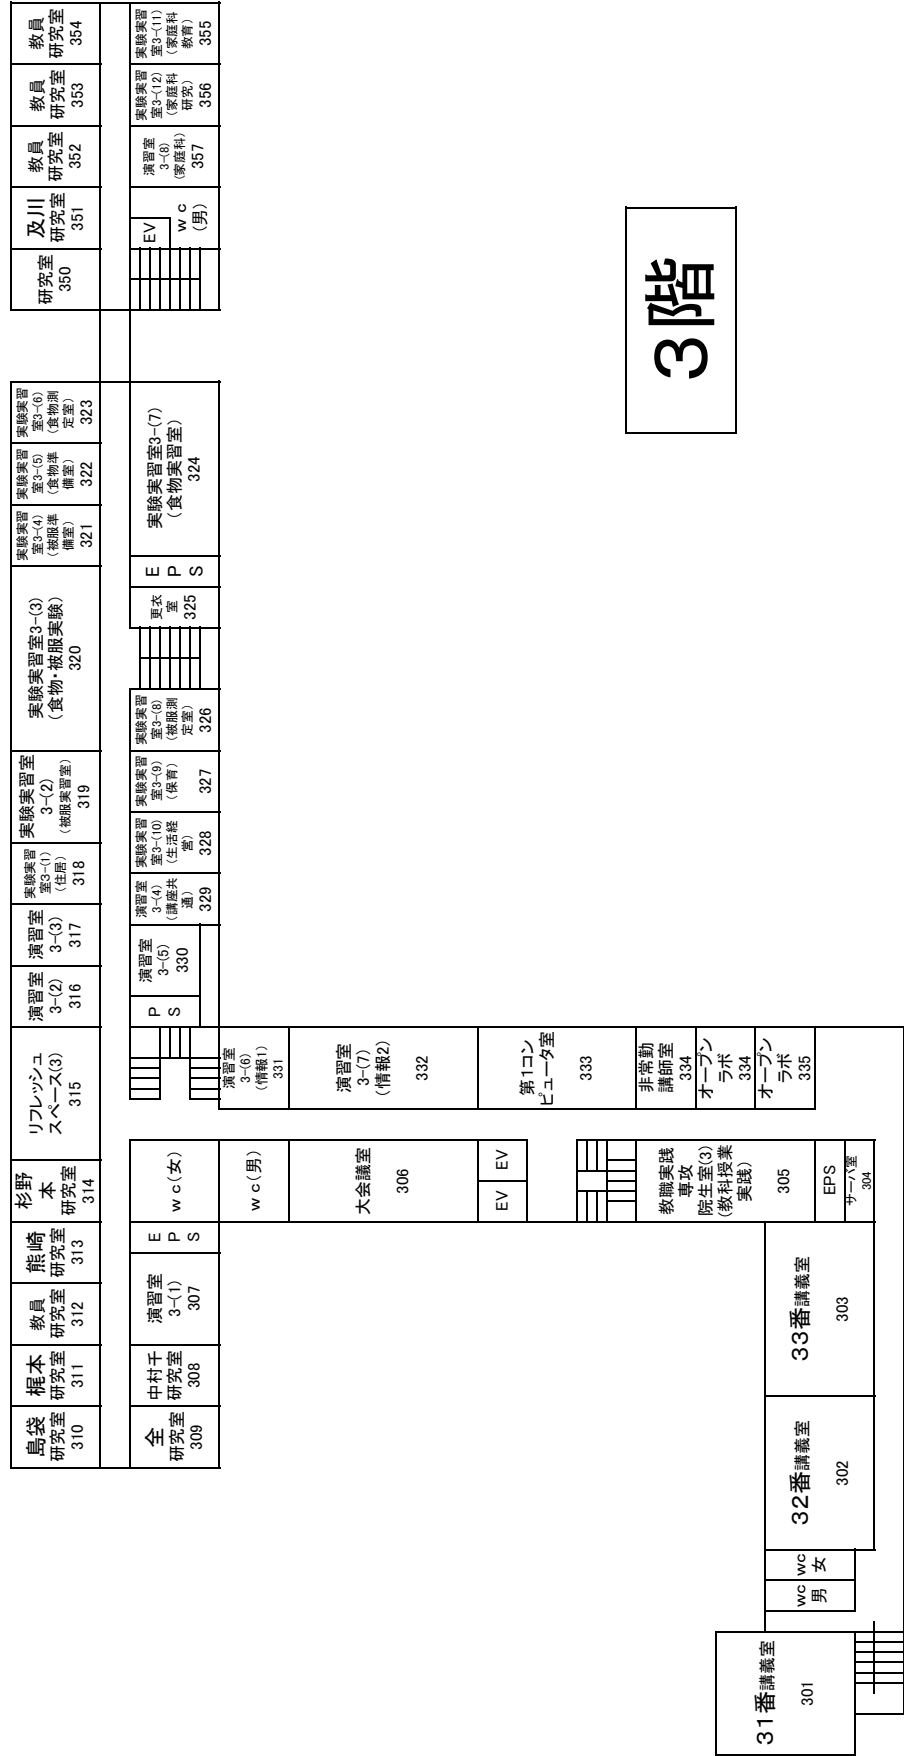 3階
教員
研究室
354
教員
研究室
353
教員
研究室
352
及川
研究室
351
研究室
350
実験実習
室3-(11)
(家庭科
教育)
355
実験実習
室3-(12)
(家庭科
研究)
356
演習室
3-(8)
(家庭科)
357
EV
wc
(男)
実験実習
室3-(6)
(食物測
定室)
323
実験実習
室3-(5)
(食物準
備室)
322
実験実習
室3-(4)
(被服準
備室)
321
実験実習室3-(3)
(食物・被服実験)
320
実験実習室
3-(2)
(被服実習室)
319
実験実習
室3-(1)
(住居)
318
演習室
3-(3)
317
演習室
3-(2)
316
リフレッシュ
スペース(3)
315
杉野
本
研究室
314
熊崎
研究室
313
教員
研究室
312
梶本
研究室
311
島袋
研究室
310
実験実習室3-(7)
(食物実習室)
324
E
P
S
更衣
室
325
実験実習
室3-(8)
(被服測
定室)
326
実験実習
室3-(9)
(保育)
327
実験実習
室3-(10)
(生活経
営)
328
演習室
3-(4)
(講座共
通)
329
演習室
3-(5)
330
P
S
演習室
3-(6)
(情報1)
331
演習室
3-(7)
(情報2)
332
第1コン
ピュータ室
333
非常勤
講師室
334
オープン
ラボ
334
オープン
ラボ
335
wc(女)
wc(男)
大会議室
306
EV
EV
教職実践
専攻
院生室(3)
(教科授業
実践)
305
EPS
サーバ室
304
E
P
S
演習室
3-(1)
307
中村千
研究室
308
全
研究室
309
33番講義室
303
32番講義室
302
wc
女
wc
男
31番講義室
301